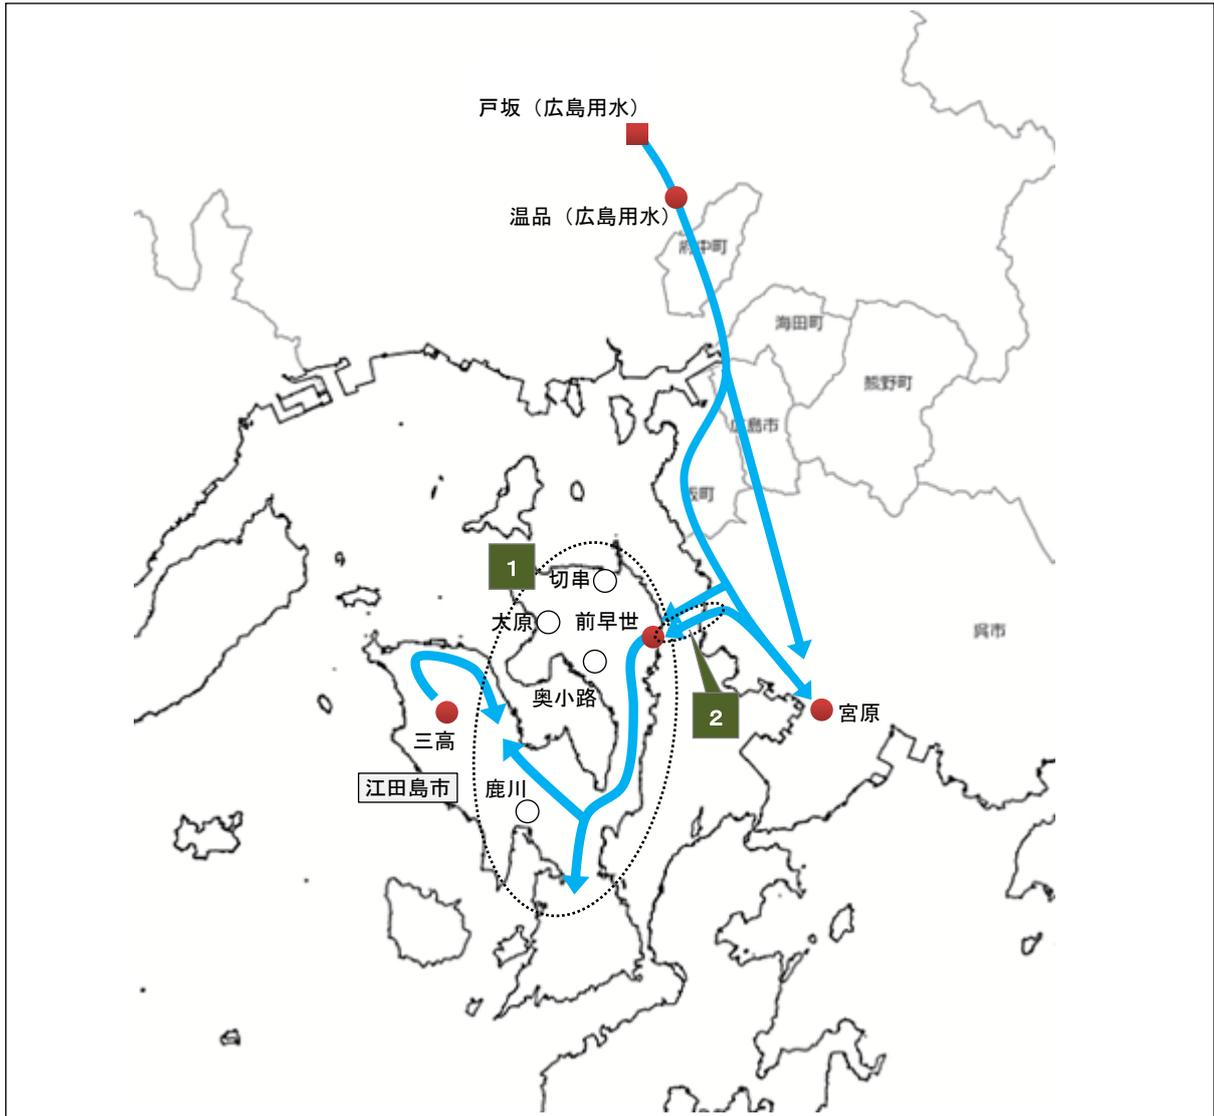 戸坂（広島用水）
温品（広島用水）
府中町
海田町
熊野町
広島市
坂町
1
切串
大原
前早世
呉市
奥小路
2
宮原
三高
江田島市
鹿川